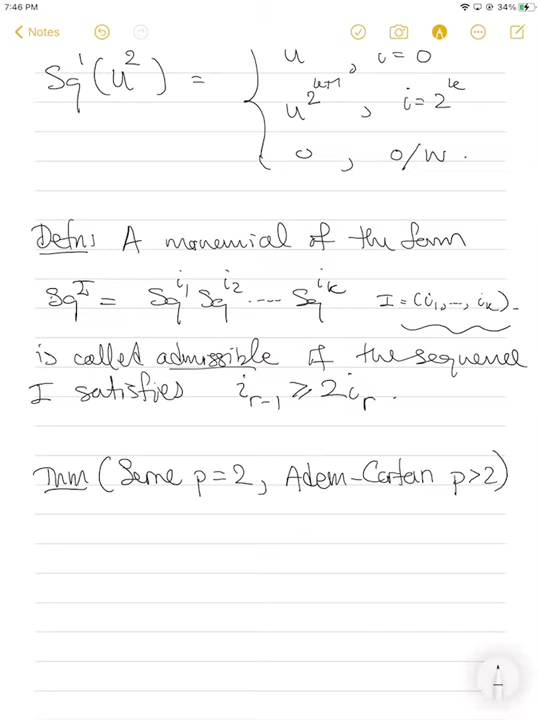 7:46 PM 34%
Notes
Sq^i (u^2) = { u , i = 0
u^{2^{k+1}} , i = 2^k
0 , o/w .
Defn: A monomial of the form
Sq^I = Sq^{i_1} Sq^{i_2} ---- Sq^{i_k} I = (i_1, --, i_k) -
is called admissible if the sequence
I satisfies i_{r-1} ⩾ 2i_r .
Thm (Serre p = 2, Adem-Cartan p > 2)